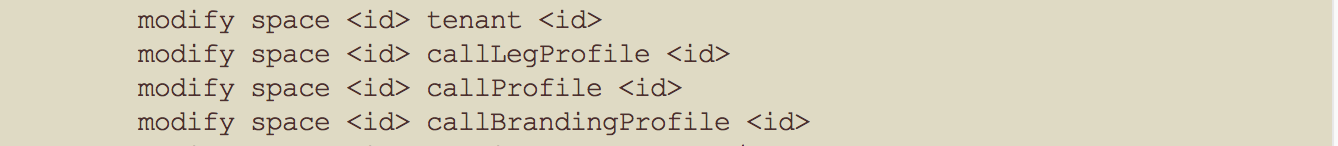 modify space <id> tenant <id>
modify space <id> callLegProfile <id>
modify space <id> callProfile <id>
modify space <id> callBrandingProfile <id>